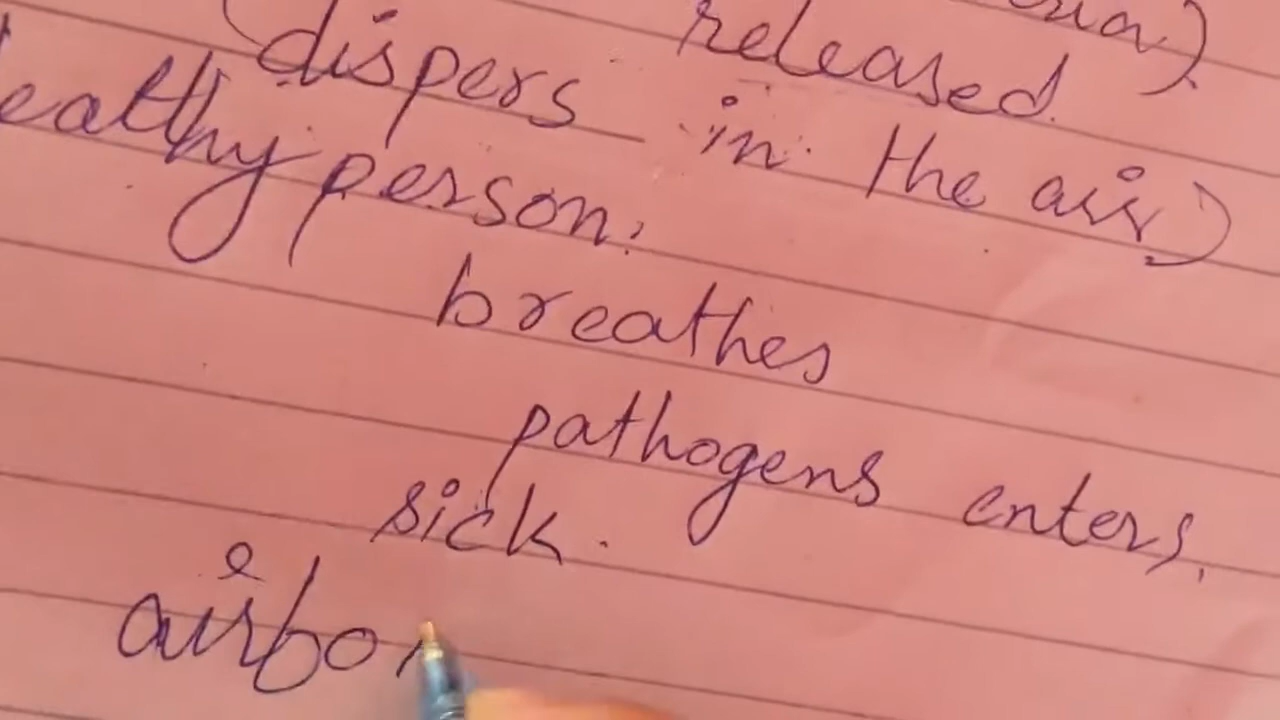 released
(dispers in the air)
ealthy person.
breathes
pathogens enters.
sick.
airbo